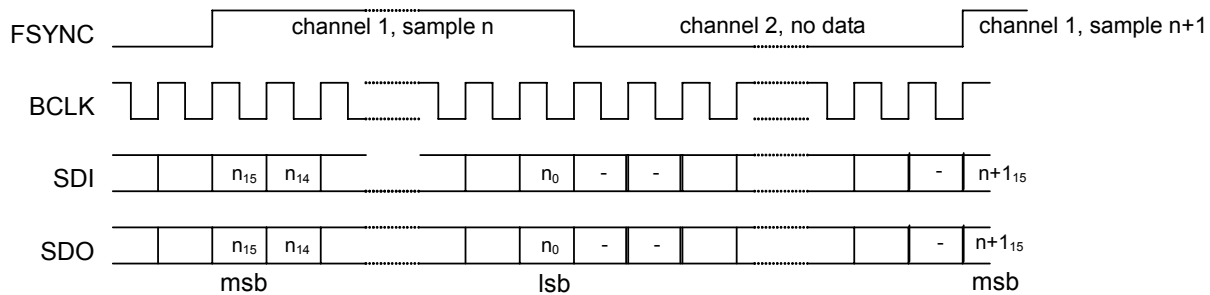 FSYNC channel 1, sample n channel 2, no data channel 1, sample n+1
BCLK
SDI n₁₅ n₁₄ n₀ - - - n+1₁₅
SDO n₁₅ n₁₄ n₀ - - - n+1₁₅
msb lsb msb